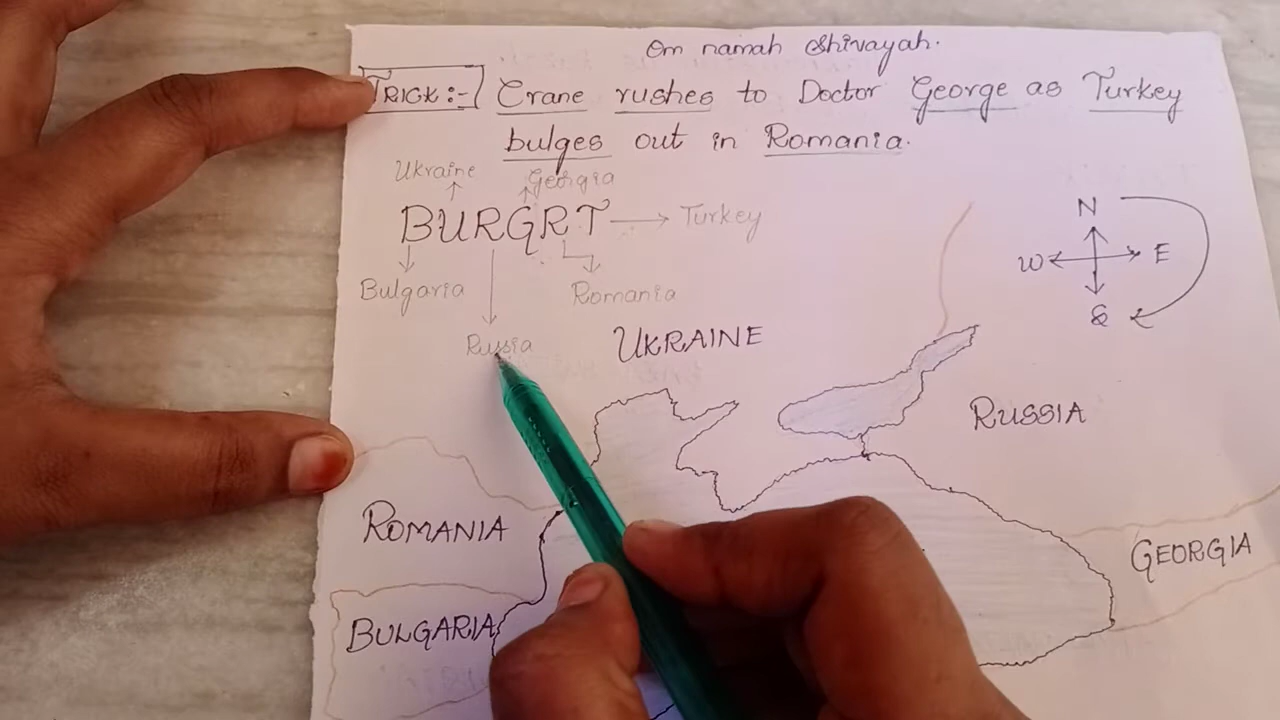 Om namah Shivayah.
TRICK:- Crane rushes to Doctor George as Turkey
bulges out in Romania.
Ukraine Georgia
BURGRT → Turkey
Bulgaria Romania
Russia
N
W E
S
UKRAINE
RUSSIA
ROMANIA
GEORGIA
BULGARIA